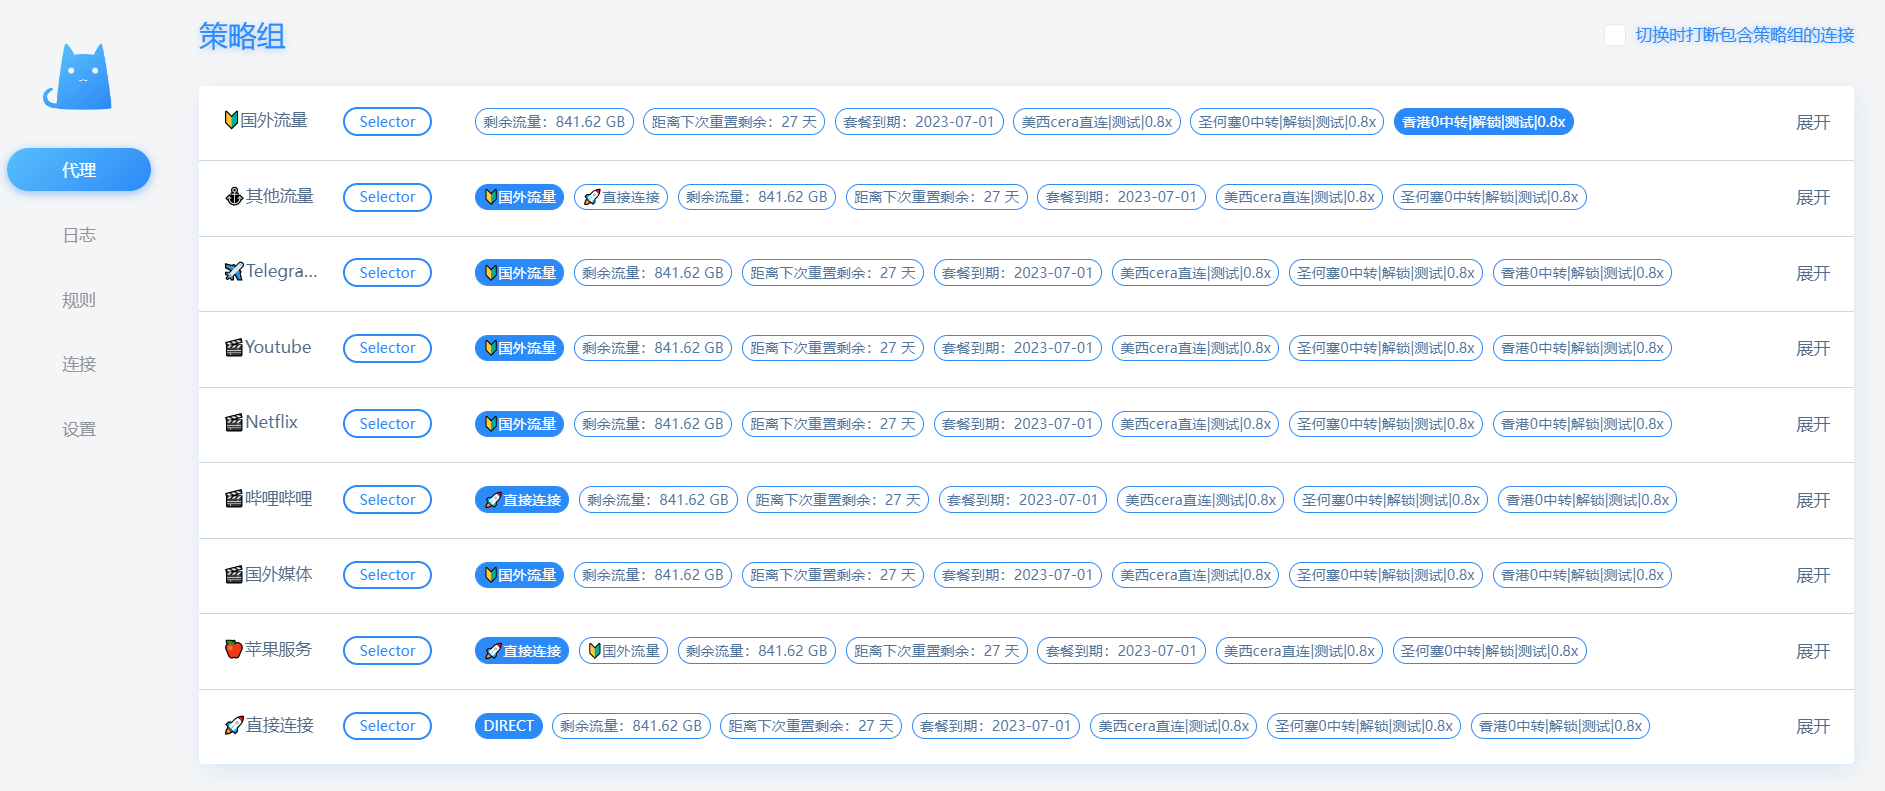 策略组
切换时打断包含策略组的连接
代理
日志
规则
连接
设置
国外流量 Selector 剩余流量：841.62 GB 距离下次重置剩余：27 天 套餐到期：2023-07-01 美西cera直连|测试|0.8x 圣何塞0中转|解锁|测试|0.8x 香港0中转|解锁|测试|0.8x 展开
其他流量 Selector 国外流量 直接连接 剩余流量：841.62 GB 距离下次重置剩余：27 天 套餐到期：2023-07-01 美西cera直连|测试|0.8x 圣何塞0中转|解锁|测试|0.8x 展开
Telegra... Selector 国外流量 剩余流量：841.62 GB 距离下次重置剩余：27 天 套餐到期：2023-07-01 美西cera直连|测试|0.8x 圣何塞0中转|解锁|测试|0.8x 香港0中转|解锁|测试|0.8x 展开
Youtube Selector 国外流量 剩余流量：841.62 GB 距离下次重置剩余：27 天 套餐到期：2023-07-01 美西cera直连|测试|0.8x 圣何塞0中转|解锁|测试|0.8x 香港0中转|解锁|测试|0.8x 展开
Netflix Selector 国外流量 剩余流量：841.62 GB 距离下次重置剩余：27 天 套餐到期：2023-07-01 美西cera直连|测试|0.8x 圣何塞0中转|解锁|测试|0.8x 香港0中转|解锁|测试|0.8x 展开
哔哩哔哩 Selector 直接连接 剩余流量：841.62 GB 距离下次重置剩余：27 天 套餐到期：2023-07-01 美西cera直连|测试|0.8x 圣何塞0中转|解锁|测试|0.8x 香港0中转|解锁|测试|0.8x 展开
国外媒体 Selector 国外流量 剩余流量：841.62 GB 距离下次重置剩余：27 天 套餐到期：2023-07-01 美西cera直连|测试|0.8x 圣何塞0中转|解锁|测试|0.8x 香港0中转|解锁|测试|0.8x 展开
苹果服务 Selector 直接连接 国外流量 剩余流量：841.62 GB 距离下次重置剩余：27 天 套餐到期：2023-07-01 美西cera直连|测试|0.8x 圣何塞0中转|解锁|测试|0.8x 展开
直接连接 Selector DIRECT 剩余流量：841.62 GB 距离下次重置剩余：27 天 套餐到期：2023-07-01 美西cera直连|测试|0.8x 圣何塞0中转|解锁|测试|0.8x 香港0中转|解锁|测试|0.8x 展开